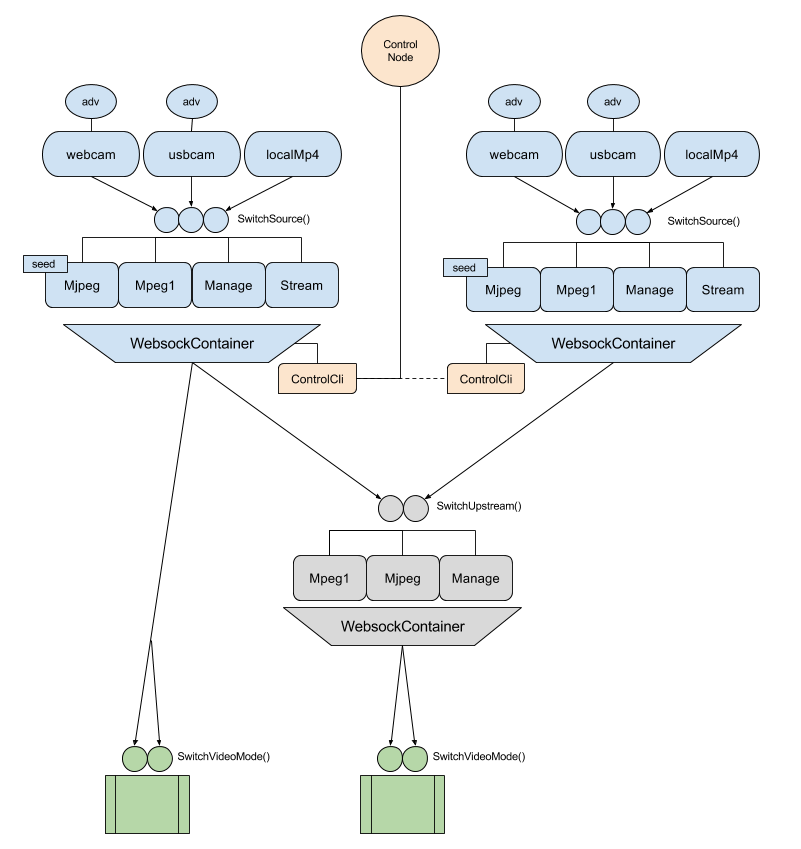 Control
Node
adv
adv
adv
adv
webcam
usbcam
localMp4
webcam
usbcam
localMp4
SwitchSource()
SwitchSource()
seed
seed
Mjpeg
Mpeg1
Manage
Stream
Mjpeg
Mpeg1
Manage
Stream
WebsockContainer
WebsockContainer
ControlCli
ControlCli
SwitchUpstream()
Mpeg1
Mjpeg
Manage
WebsockContainer
SwitchVideoMode()
SwitchVideoMode()